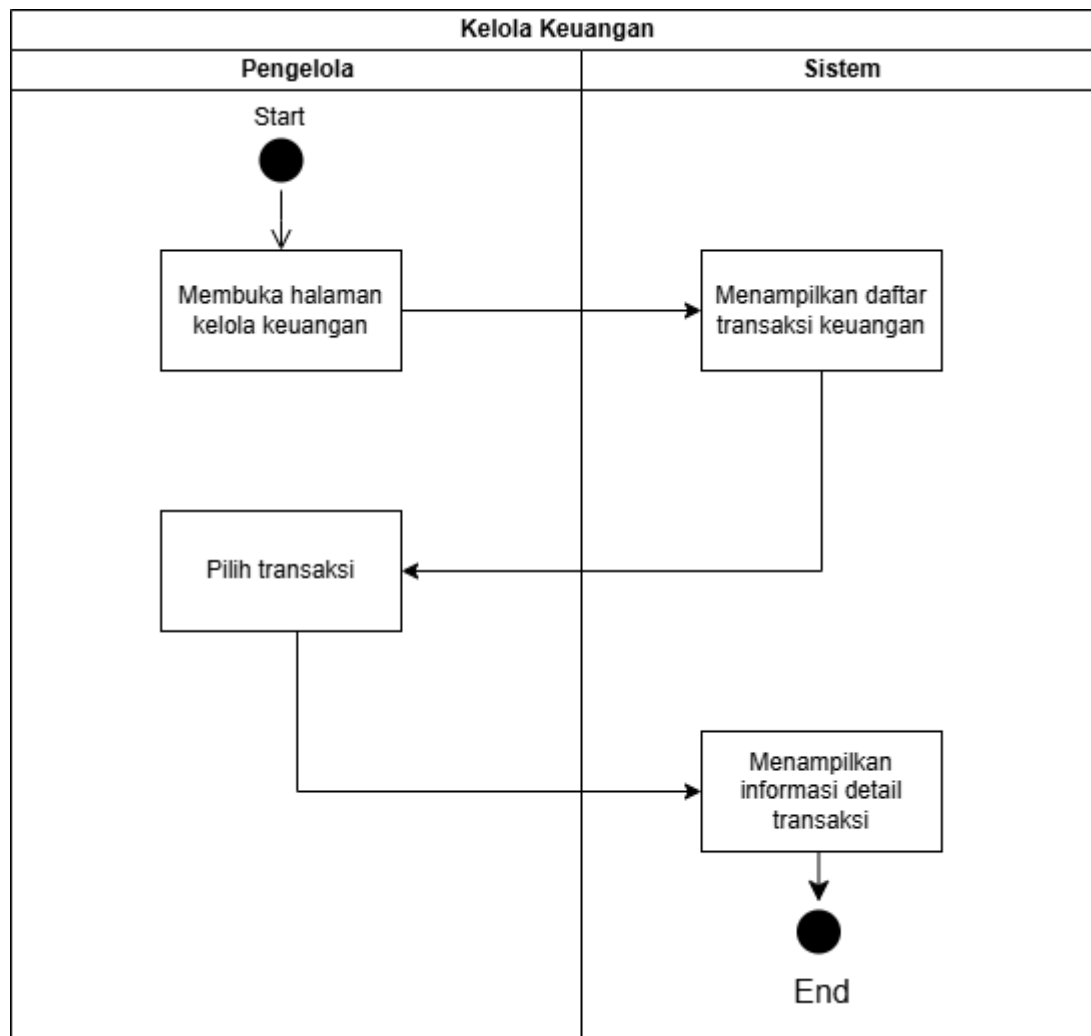 Kelola Keuangan
Pengelola
Sistem
Start
Membuka halaman
kelola keuangan
Menampilkan daftar
transaksi keuangan
Pilih transaksi
Menampilkan
informasi detail
transaksi
End